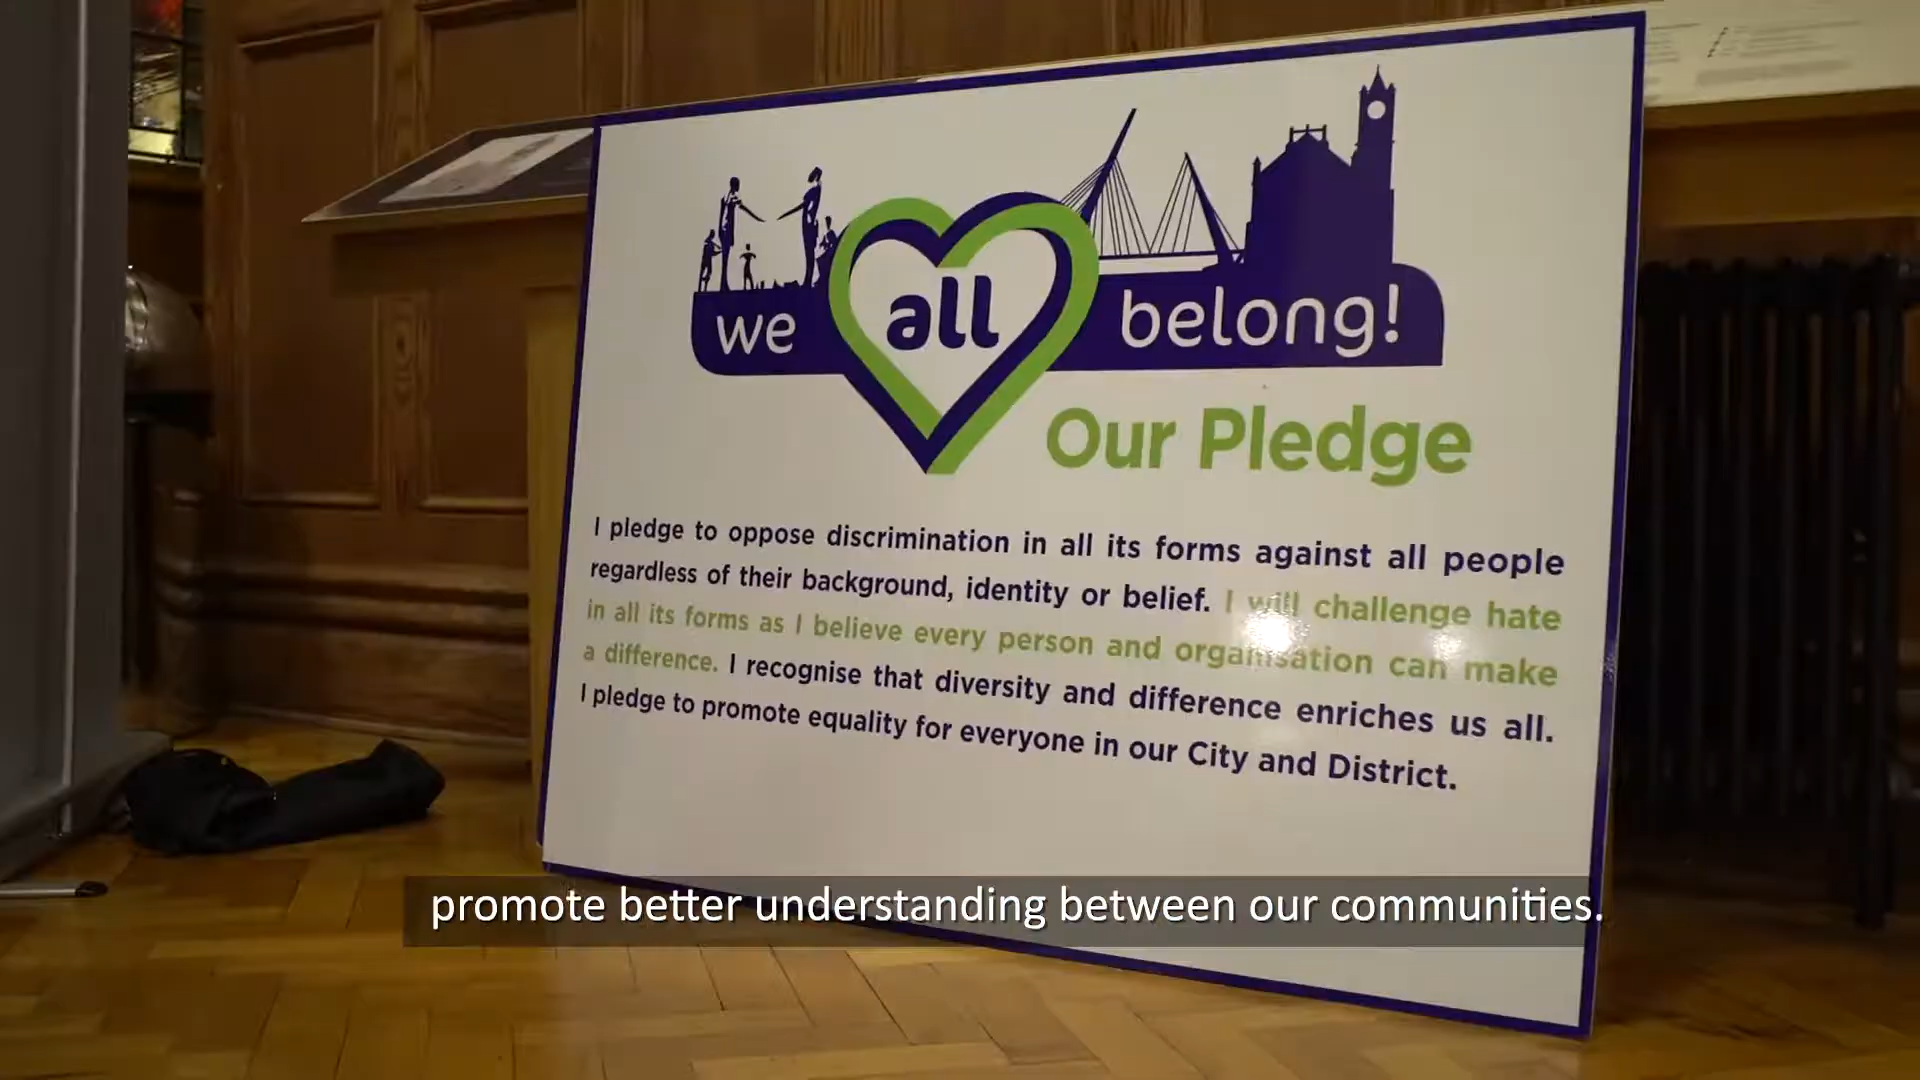 we all belong!
Our Pledge
I pledge to oppose discrimination in all its forms against all people
regardless of their background, identity or belief. I will challenge hate
in all its forms as I believe every person and organisation can make
a difference. I recognise that diversity and difference enriches us all.
I pledge to promote equality for everyone in our City and District.
promote better understanding between our communities.